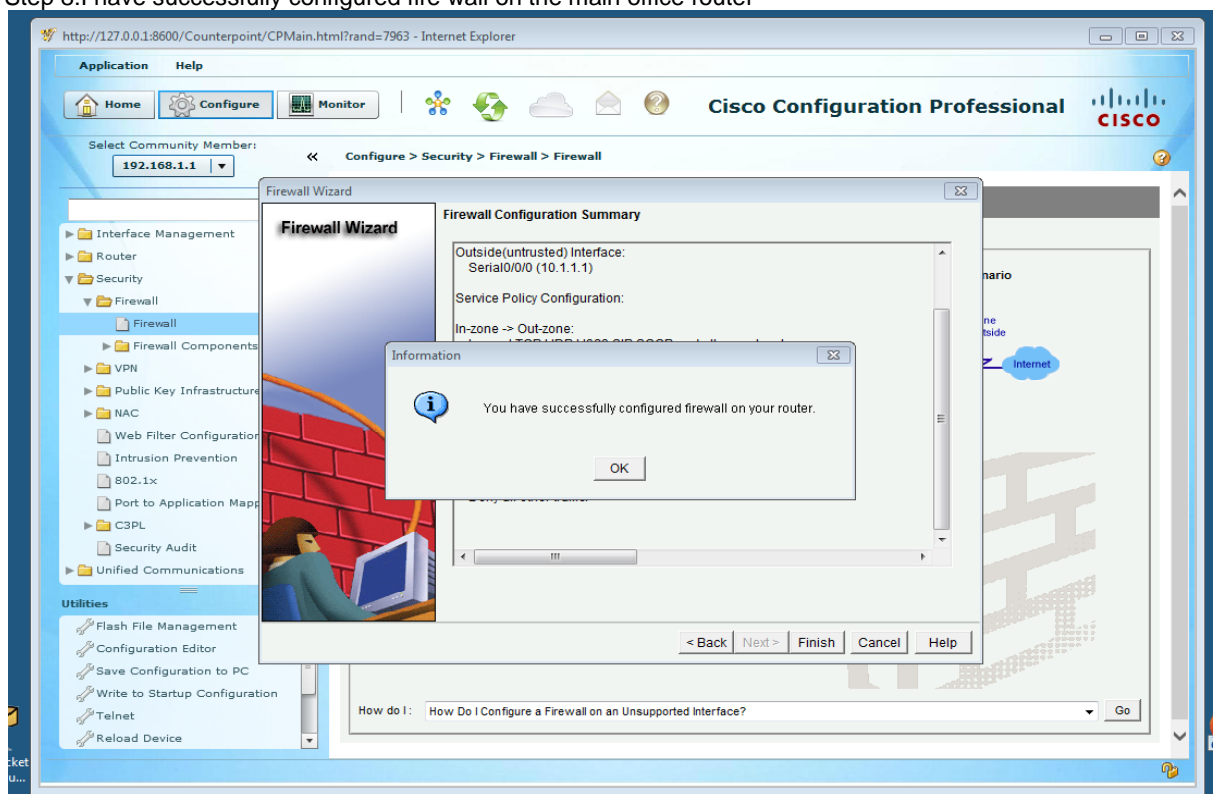 Step 8:I have successfully configured fire wall on the main office router
http://127.0.0.1:8600/Counterpoint/CPMain.html?rand=7963 - Internet Explorer
Application Help
Home Configure Monitor Cisco Configuration Professional
CISCO
Select Community Member:
192.168.1.1
« Configure > Security > Firewall > Firewall
Firewall Wizard
Firewall Wizard
Firewall Configuration Summary
Outside(untrusted) Interface:
Serial0/0/0 (10.1.1.1)
Service Policy Configuration:
In-zone -> Out-zone:
Information
You have successfully configured firewall on your router.
OK
< Back Next > Finish Cancel Help
Internet
Interface Management
Router
Security
Firewall
Firewall
Firewall Components
VPN
Public Key Infrastructure
NAC
Web Filter Configuration
Intrusion Prevention
802.1x
Port to Application Mapp
C3PL
Security Audit
Unified Communications
Utilities
Flash File Management
Configuration Editor
Save Configuration to PC
Write to Startup Configuration
Telnet
Reload Device
How do I: How Do I Configure a Firewall on an Unsupported Interface? Go